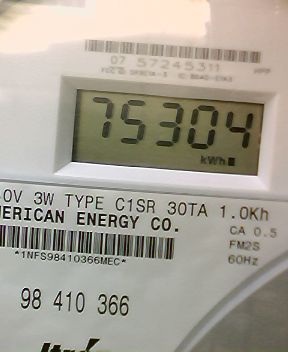 07 57245311
75304
kWh
0V 3W TYPE C1SR 30TA 1.0Kh
MERICAN ENERGY CO. CA 0.5
FM2S
*1NFS98410366MEC* 60Hz
98 410 366